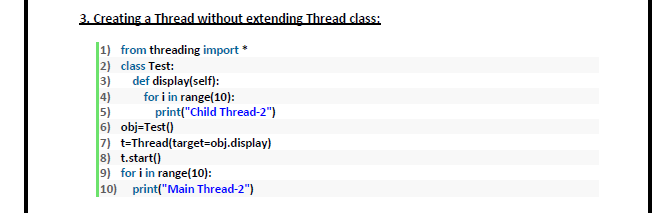 3. Creating a Thread without extending Thread class:
1) from threading import *
2) class Test:
3) def display(self):
4) for i in range(10):
5) print("Child Thread-2")
6) obj=Test()
7) t=Thread(target=obj.display)
8) t.start()
9) for i in range(10):
10) print("Main Thread-2")